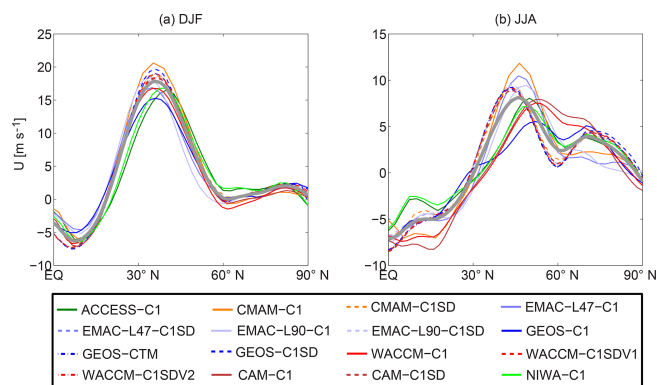 (a) DJF
(b) JJA
U [m s⁻¹]
25
20
15
10
5
0
−5
−10
EQ
30° N
60° N
90° N
15
10
5
0
−5
−10
EQ
30° N
60° N
90° N
ACCESS−C1 CMAM−C1 CMAM−C1SD EMAC−L47−C1
EMAC−L47−C1SD EMAC−L90−C1 EMAC−L90−C1SD GEOS−C1
GEOS−CTM GEOS−C1SD WACCM−C1 WACCM−C1SDV1
WACCM−C1SDV2 CAM−C1 CAM−C1SD NIWA−C1